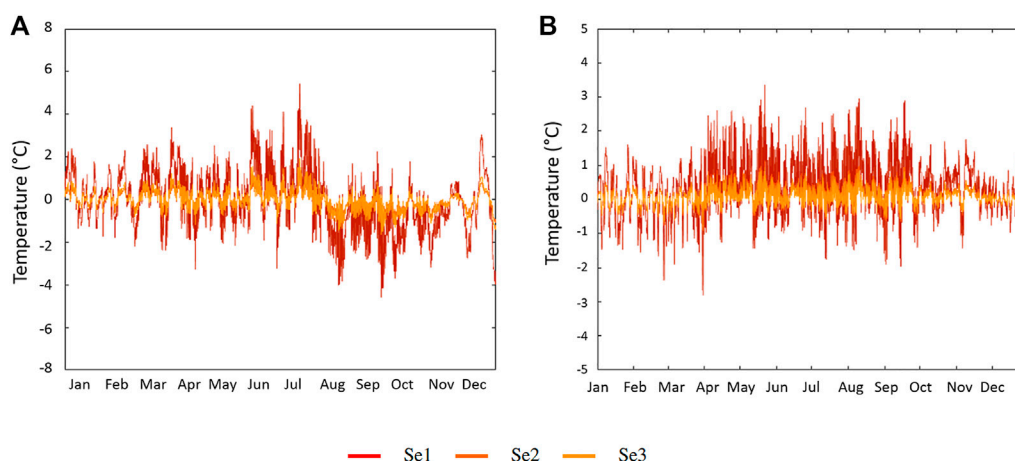 A
Temperature (°C)
8
6
4
2
0
-2
-4
-6
-8
Jan Feb Mar Apr May Jun Jul Aug Sep Oct Nov Dec
B
Temperature (°C)
5
4
3
2
1
0
-1
-2
-3
-4
-5
Jan Feb Mar Apr May Jun Jul Aug Sep Oct Nov Dec
Se1 Se2 Se3